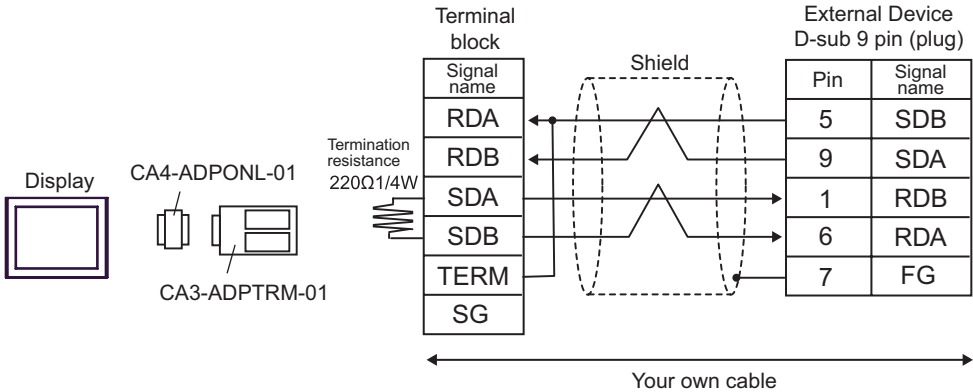 Display
CA4-ADPONL-01
CA3-ADPTRM-01
Termination
resistance
220Ω1/4W
Terminal
block
Signal
name
RDA
RDB
SDA
SDB
TERM
SG
Shield
External Device
D-sub 9 pin (plug)
Pin Signal
name
5 SDB
9 SDA
1 RDB
6 RDA
7 FG
Your own cable